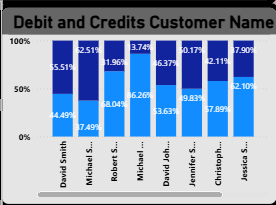 Debit and Credits Customer Name
100%
50%
0%
55.51%
44.49%
62.51%
37.49%
31.96%
68.04%
13.74%
86.26%
46.37%
53.63%
50.17%
49.83%
42.11%
57.89%
37.90%
62.10%
David Smith
Michael S...
Robert S...
Michael ...
David Joh...
Jennifer S...
Christoph...
Jessica S...